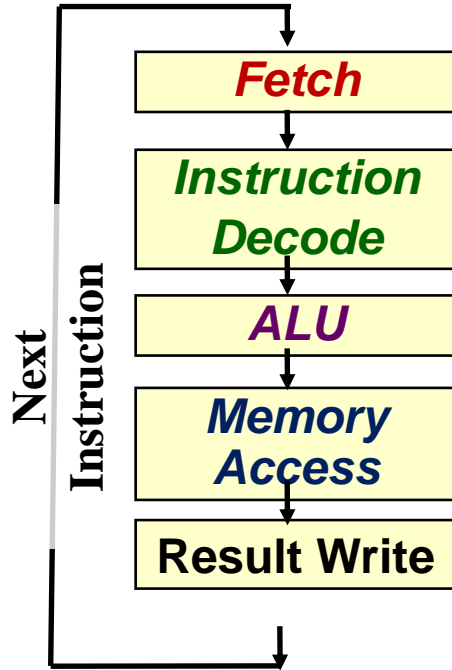 Fetch
Instruction
Decode
ALU
Memory
Access
Result Write
Next
Instruction